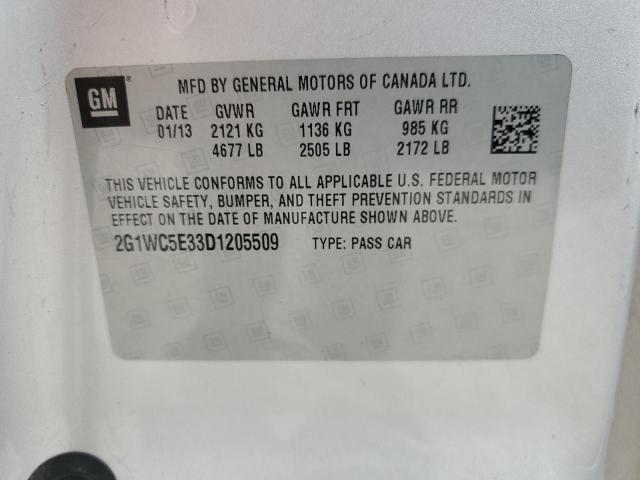 GM
MFD BY GENERAL MOTORS OF CANADA LTD.
DATE GVWR GAWR FRT GAWR RR
01/13 2121 KG 1136 KG 985 KG
4677 LB 2505 LB 2172 LB
THIS VEHICLE CONFORMS TO ALL APPLICABLE U.S. FEDERAL MOTOR
VEHICLE SAFETY, BUMPER, AND THEFT PREVENTION STANDARDS IN
EFFECT ON THE DATE OF MANUFACTURE SHOWN ABOVE.
2G1WC5E33D1205509 TYPE: PASS CAR